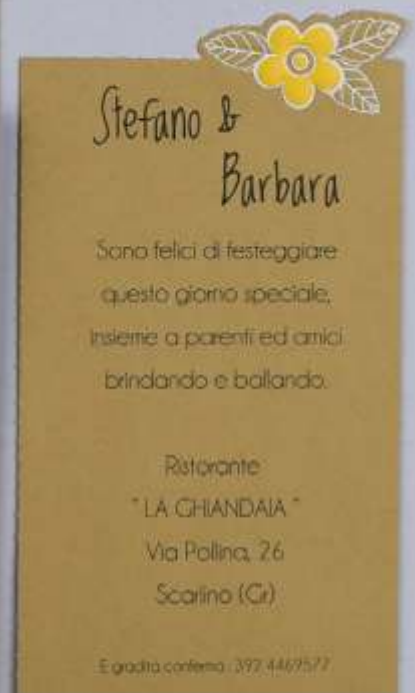 Stefano &
Barbara
Sono felici di festeggiare
questo giorno speciale,
insieme a parenti ed amici
brindando e ballando.
Ristorante
" LA GHIANDAIA "
Via Pollina, 26
Scarlino (Gr)
E gradita conferma : 392 4469577